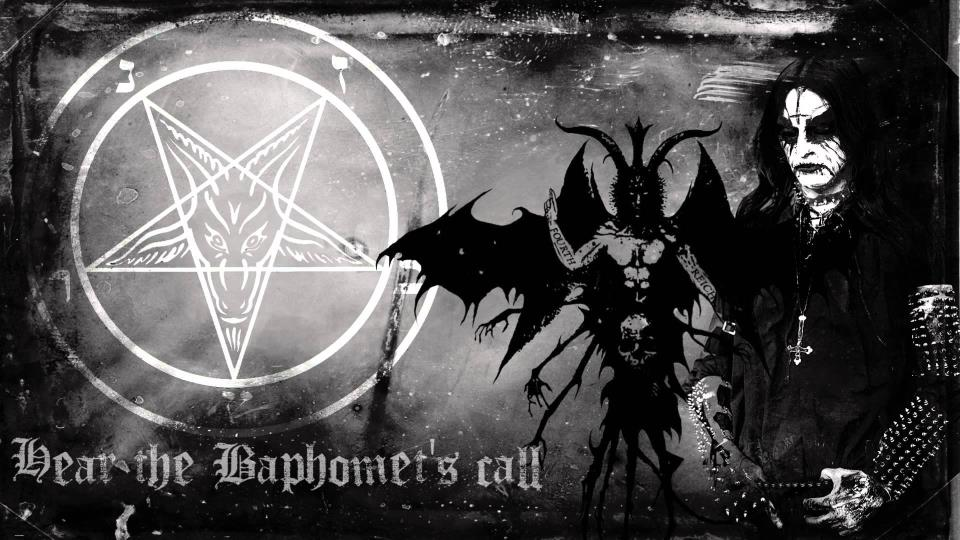 נ
ז
FOURTH
REICH
Hear the Baphomet's call